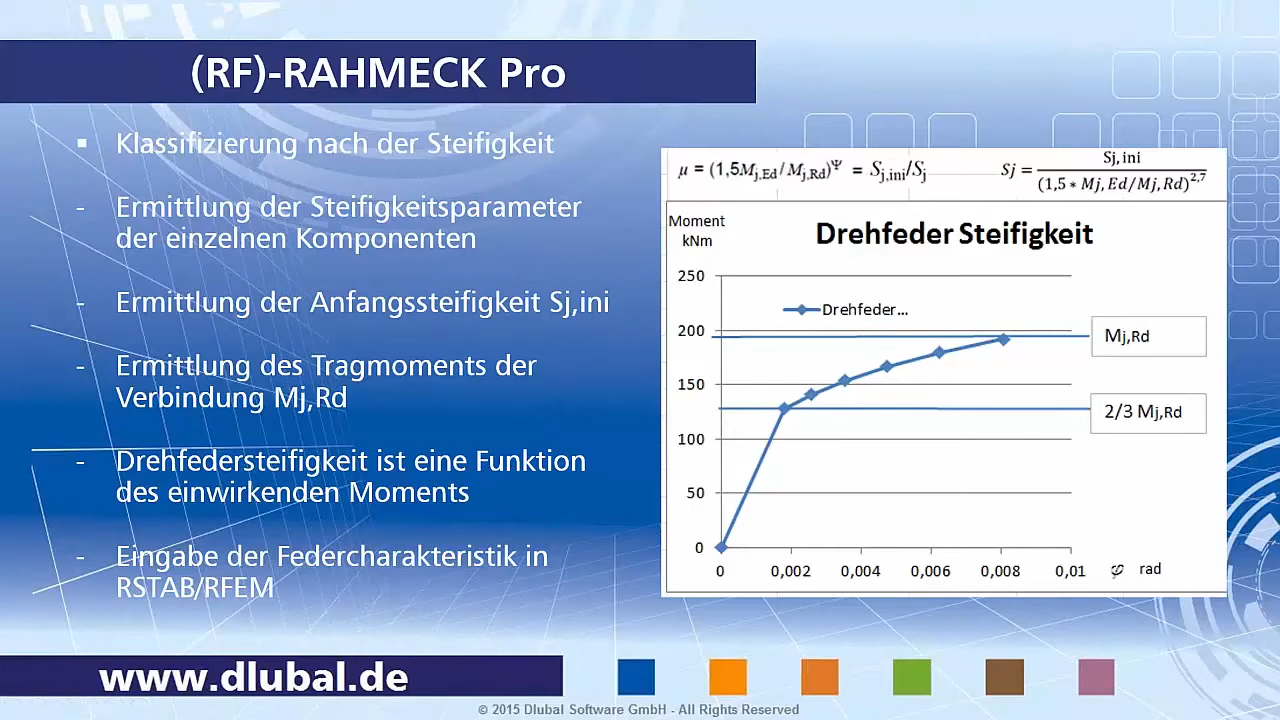 (RF)-RAHMECK Pro
▪ Klassifizierung nach der Steifigkeit
- Ermittlung der Steifigkeitsparameter
der einzelnen Komponenten
- Ermittlung der Anfangssteifigkeit Sj,ini
- Ermittlung des Tragmoments der
Verbindung Mj,Rd
- Drehfedersteifigkeit ist eine Funktion
des einwirkenden Moments
- Eingabe der Federcharakteristik in
RSTAB/RFEM
μ = (1,5Mj,Ed/Mj,Rd)^Ψ = Sj,ini/Sj
Sj = Sj,ini / (1,5 * Mj,Ed/Mj,Rd)^2,7
Moment
kNm
Drehfeder Steifigkeit
250
Drehfeder...
200
Mj,Rd
150
2/3 Mj,Rd
100
50
0
0 0,002 0,004 0,006 0,008 0,01 φ rad
www.dlubal.de
© 2015 Dlubal Software GmbH - All Rights Reserved